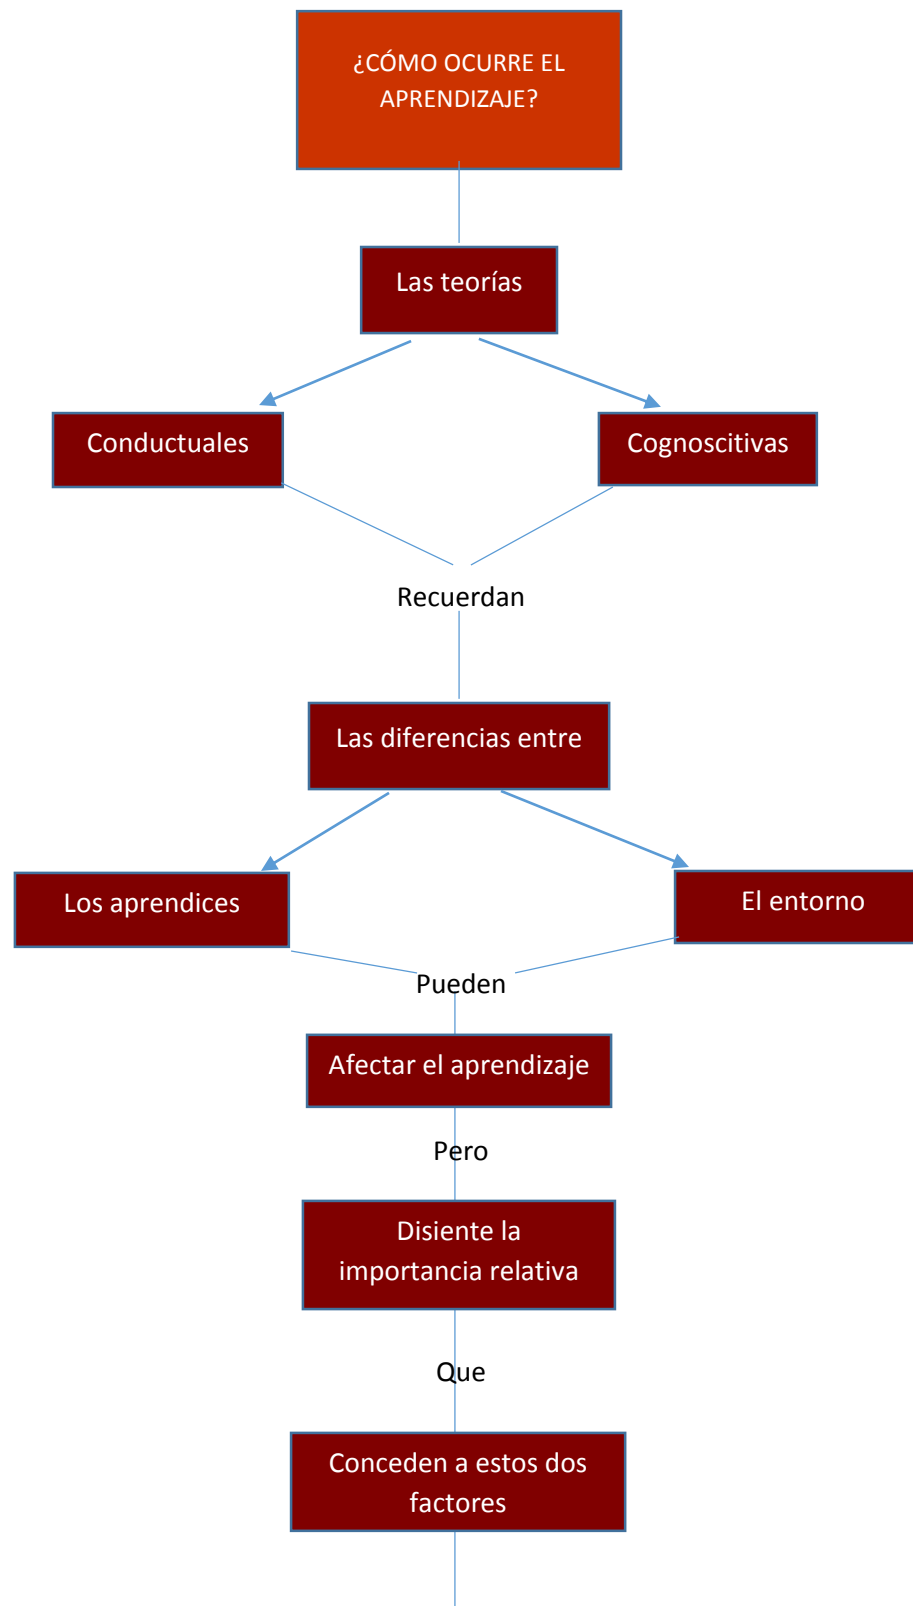 ¿CÓMO OCURRE EL
APRENDIZAJE?
Las teorías
Conductuales
Cognoscitivas
Recuerdan
Las diferencias entre
Los aprendices
El entorno
Pueden
Afectar el aprendizaje
Pero
Disiente la
importancia relativa
Que
Conceden a estos dos
factores